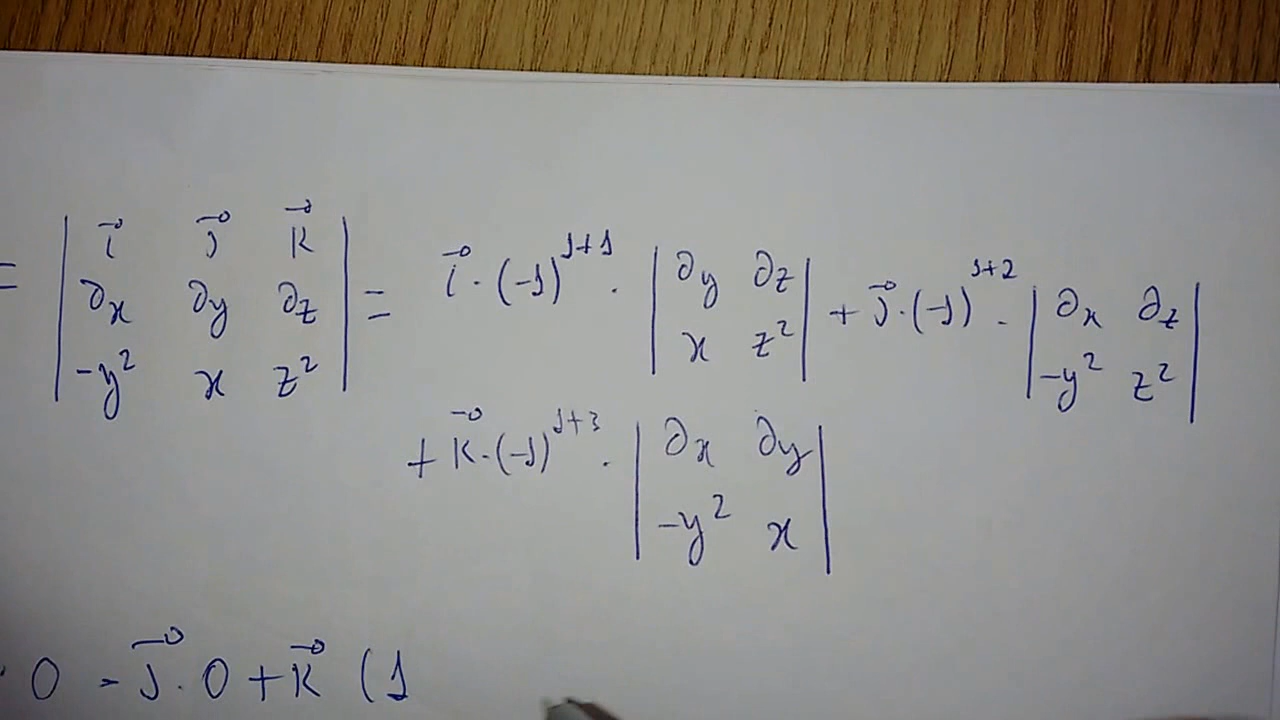 = | i⃗ j⃗ k⃗ | = i⃗ · (-1)^{1+1} · | ∂y ∂z | + j⃗ · (-1)^{1+2} · | ∂x ∂z |
| ∂x ∂y ∂z | | x z² | | -y² z² |
| -y² x z² |
+ k⃗ · (-1)^{1+3} · | ∂x ∂y |
| -y² x |
· 0 - j⃗ · 0 + k⃗ (1